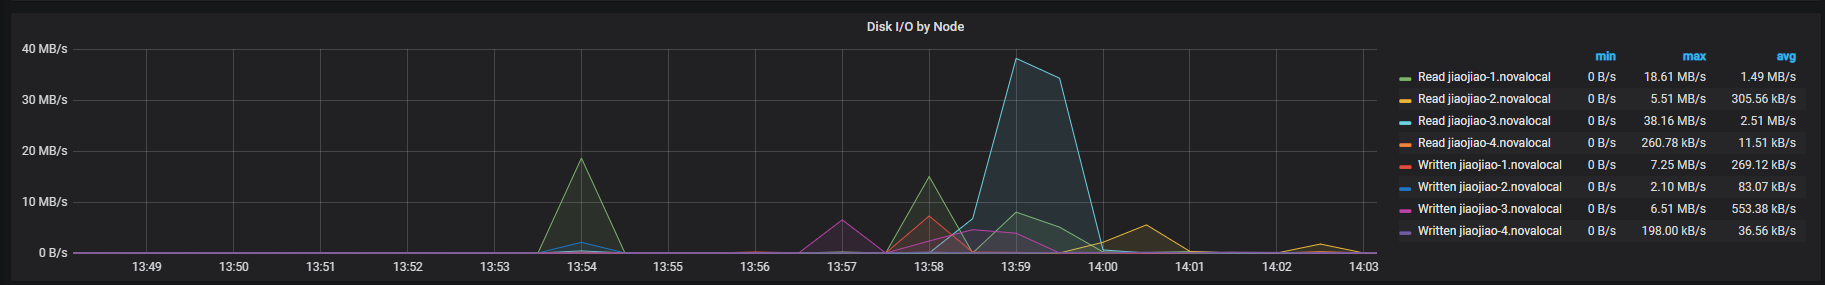 Disk I/O by Node
40 MB/s
30 MB/s
20 MB/s
10 MB/s
0 B/s
13:49 13:50 13:51 13:52 13:53 13:54 13:55 13:56 13:57 13:58 13:59 14:00 14:01 14:02 14:03
min max avg
Read jiaojiao-1.novalocal 0 B/s 18.61 MB/s 1.49 MB/s
Read jiaojiao-2.novalocal 0 B/s 5.51 MB/s 305.56 kB/s
Read jiaojiao-3.novalocal 0 B/s 38.16 MB/s 2.51 MB/s
Read jiaojiao-4.novalocal 0 B/s 260.78 kB/s 11.51 kB/s
Written jiaojiao-1.novalocal 0 B/s 7.25 MB/s 269.12 kB/s
Written jiaojiao-2.novalocal 0 B/s 2.10 MB/s 83.07 kB/s
Written jiaojiao-3.novalocal 0 B/s 6.51 MB/s 553.38 kB/s
Written jiaojiao-4.novalocal 0 B/s 198.00 kB/s 36.56 kB/s